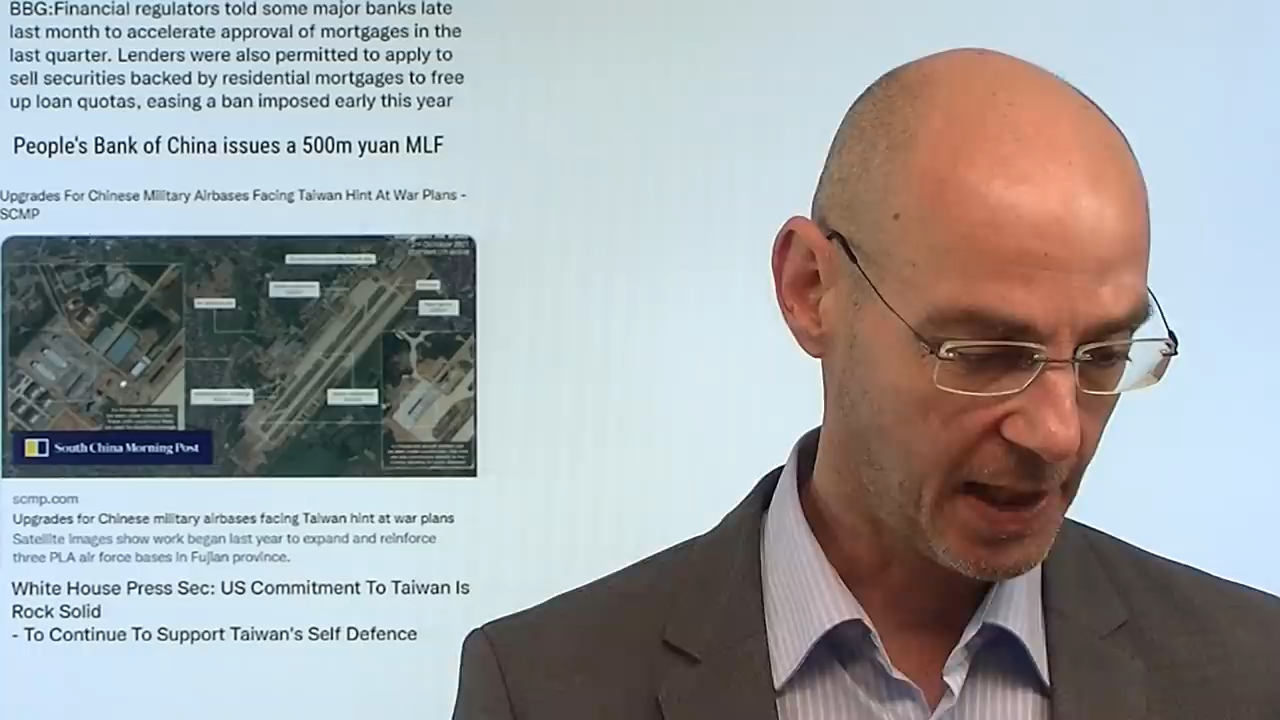 BBG:Financial regulators told some major banks late
last month to accelerate approval of mortgages in the
last quarter. Lenders were also permitted to apply to
sell securities backed by residential mortgages to free
up loan quotas, easing a ban imposed early this year
People's Bank of China issues a 500m yuan MLF
Upgrades For Chinese Military Airbases Facing Taiwan Hint At War Plans -
SCMP
South China Morning Post
scmp.com
Upgrades for Chinese military airbases facing Taiwan hint at war plans
Satellite images show work began last year to expand and reinforce
three PLA air force bases in Fujian province.
White House Press Sec: US Commitment To Taiwan Is
Rock Solid
- To Continue To Support Taiwan's Self Defence